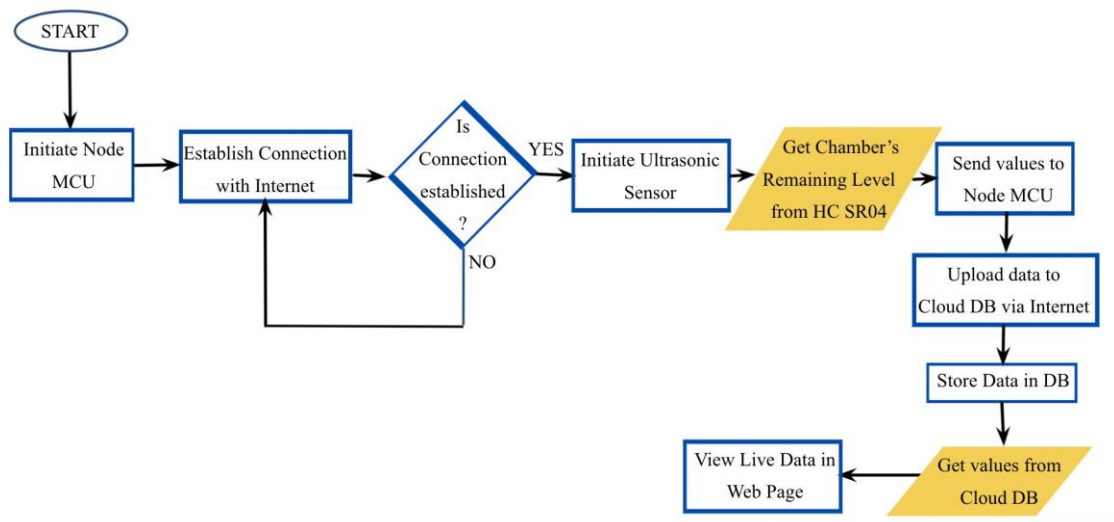 START
Initiate Node
MCU
Establish Connection
with Internet
Is
Connection
established
?
YES
NO
Initiate Ultrasonic
Sensor
Get Chamber's
Remaining Level
from HC SR04
Send values to
Node MCU
Upload data to
Cloud DB via Internet
Store Data in DB
Get values from
Cloud DB
View Live Data in
Web Page